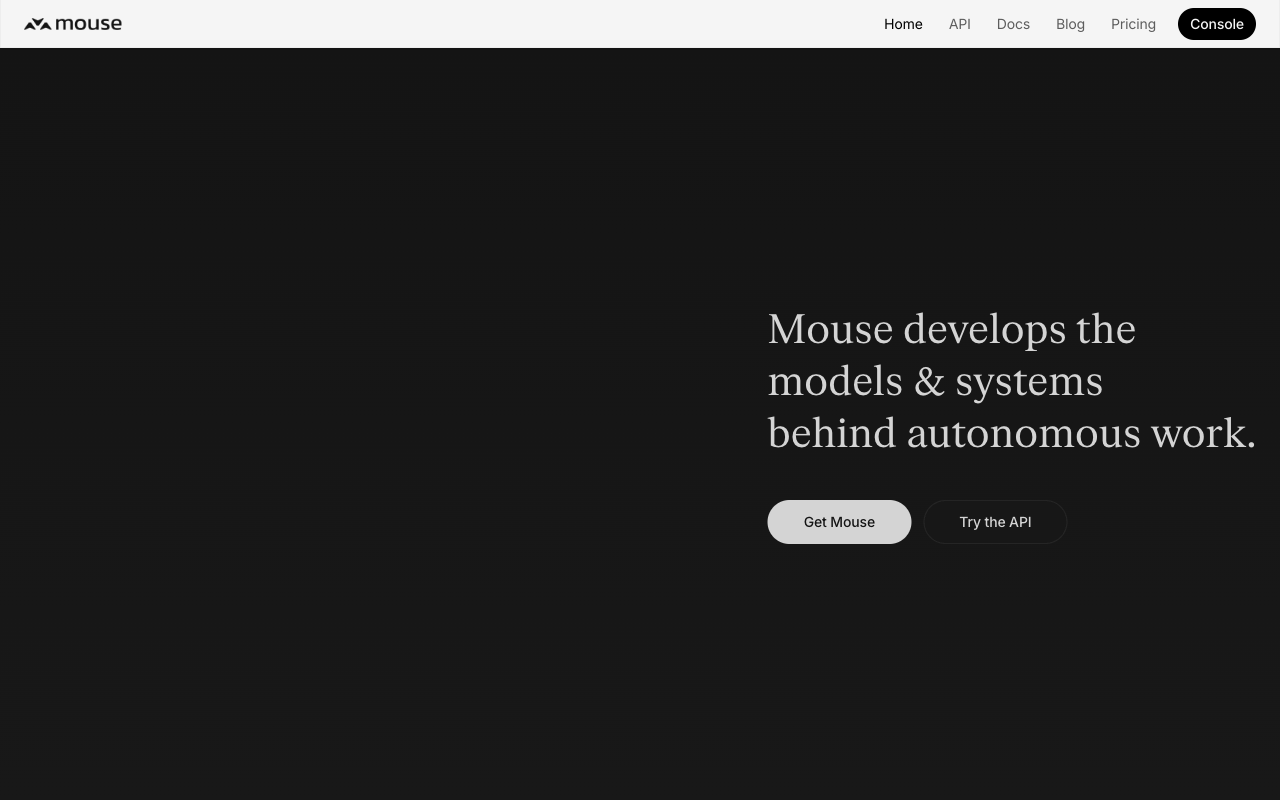 mouse
Home
API
Docs
Blog
Pricing
Console
Mouse develops the
models & systems
behind autonomous work.
Get Mouse
Try the API